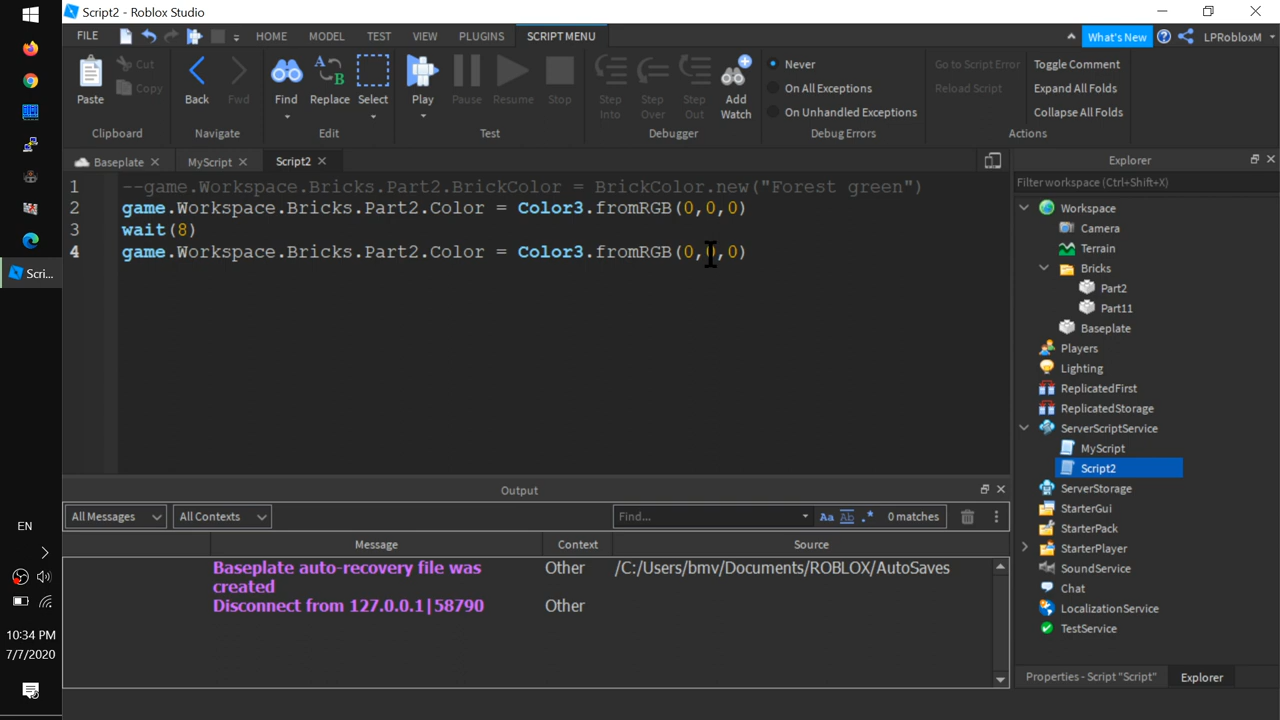 Script2 - Roblox Studio
FILE HOME MODEL TEST VIEW PLUGINS SCRIPT MENU What's New LPRobloxM
Paste Cut Copy Back Fwd Find Replace Select Play Pause Resume Stop Step Into Step Over Step Out Add Watch
Never
On All Exceptions
On Unhandled Exceptions
Go to Script Error
Reload Script
Toggle Comment
Expand All Folds
Collapse All Folds
Clipboard Navigate Edit Test Debugger Debug Errors Actions
Baseplate MyScript Script2
1 --game.Workspace.Bricks.Part2.BrickColor = BrickColor.new("Forest green")
2 game.Workspace.Bricks.Part2.Color = Color3.fromRGB(0,0,0)
3 wait(8)
4 game.Workspace.Bricks.Part2.Color = Color3.fromRGB(0,0,0)
Explorer
Filter workspace (Ctrl+Shift+X)
Workspace
Camera
Terrain
Bricks
Part2
Part11
Baseplate
Players
Lighting
ReplicatedFirst
ReplicatedStorage
ServerScriptService
MyScript
Script2
ServerStorage
StarterGui
StarterPack
StarterPlayer
SoundService
Chat
LocalizationService
TestService
Properties - Script "Script" Explorer
Output
All Messages All Contexts Find... Aa Ab .* 0 matches
Message Context Source
Baseplate auto-recovery file was created Other /C:/Users/bmv/Documents/ROBLOX/AutoSaves
Disconnect from 127.0.0.1|58790 Other
Scri...
EN
10:34 PM
7/7/2020